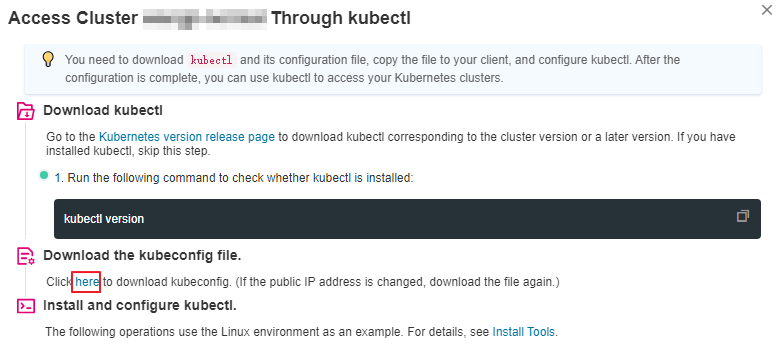 Access Cluster Through kubectl
You need to download kubectl and its configuration file, copy the file to your client, and configure kubectl. After the
configuration is complete, you can use kubectl to access your Kubernetes clusters.
Download kubectl
Go to the Kubernetes version release page to download kubectl corresponding to the cluster version or a later version. If you have
installed kubectl, skip this step.
1. Run the following command to check whether kubectl is installed:
kubectl version
Download the kubeconfig file.
Click here to download kubeconfig. (If the public IP address is changed, download the file again.)
Install and configure kubectl.
The following operations use the Linux environment as an example. For details, see Install Tools.